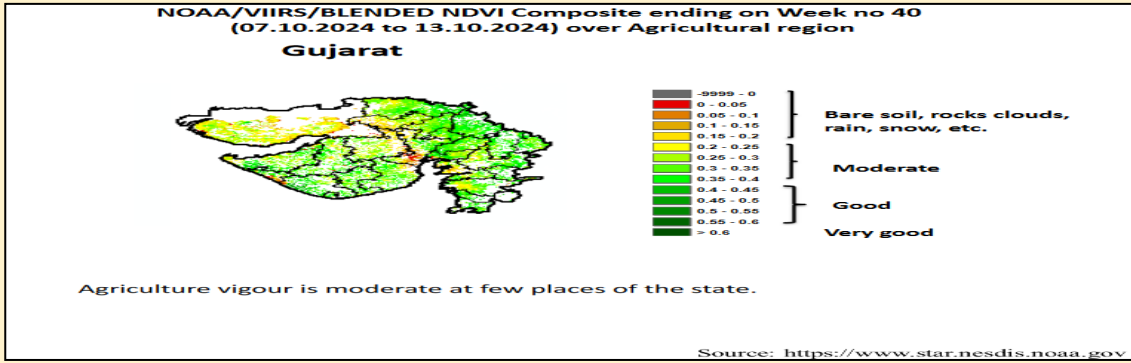 NOAA/VIIRS/BLENDED NDVI Composite ending on Week no 40
(07.10.2024 to 13.10.2024) over Agricultural region
Gujarat
-9999 - 0
0 - 0.05
0.05 - 0.1
0.1 - 0.15
0.15 - 0.2
0.2 - 0.25
0.25 - 0.3
0.3 - 0.35
0.35 - 0.4
0.4 - 0.45
0.45 - 0.5
0.5 - 0.55
0.55 - 0.6
> 0.6
Bare soil, rocks clouds,
rain, snow, etc.
Moderate
Good
Very good
Agriculture vigour is moderate at few places of the state.
Source: https://www.star.nesdis.noaa.gov